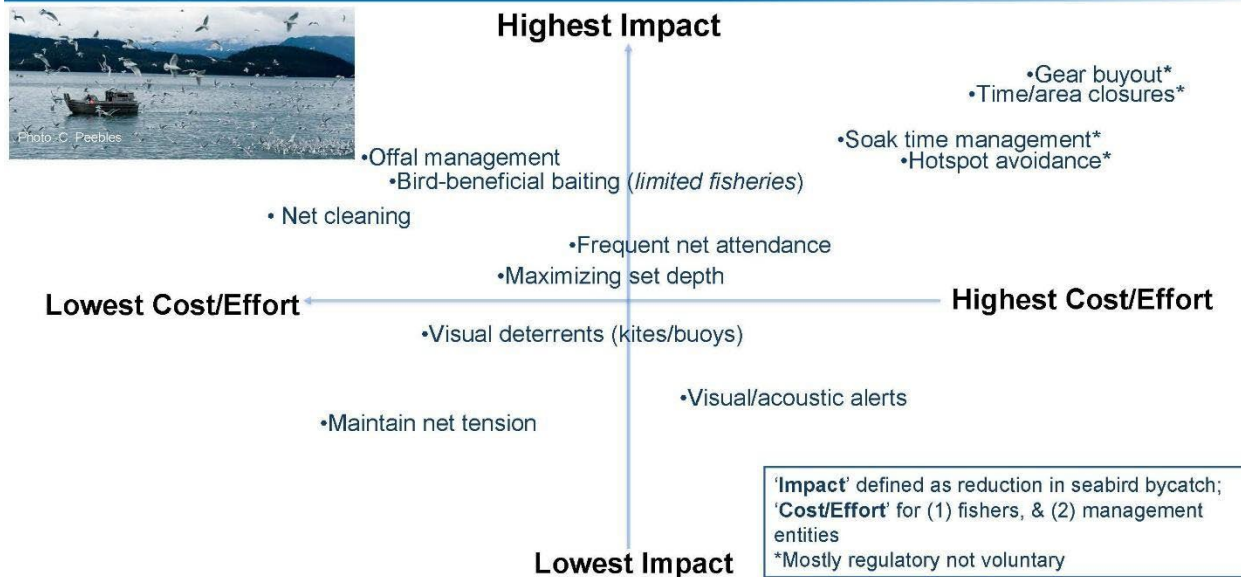 Highest Impact
Photo: C. Peebles
•Gear buyout*
•Time/area closures*
•Soak time management*
•Hotspot avoidance*
•Offal management
•Bird-beneficial baiting (limited fisheries)
• Net cleaning
•Frequent net attendance
•Maximizing set depth
Lowest Cost/Effort
Highest Cost/Effort
•Visual deterrents (kites/buoys)
•Visual/acoustic alerts
•Maintain net tension
'Impact' defined as reduction in seabird bycatch;
'Cost/Effort' for (1) fishers, & (2) management
entities
*Mostly regulatory not voluntary
Lowest Impact